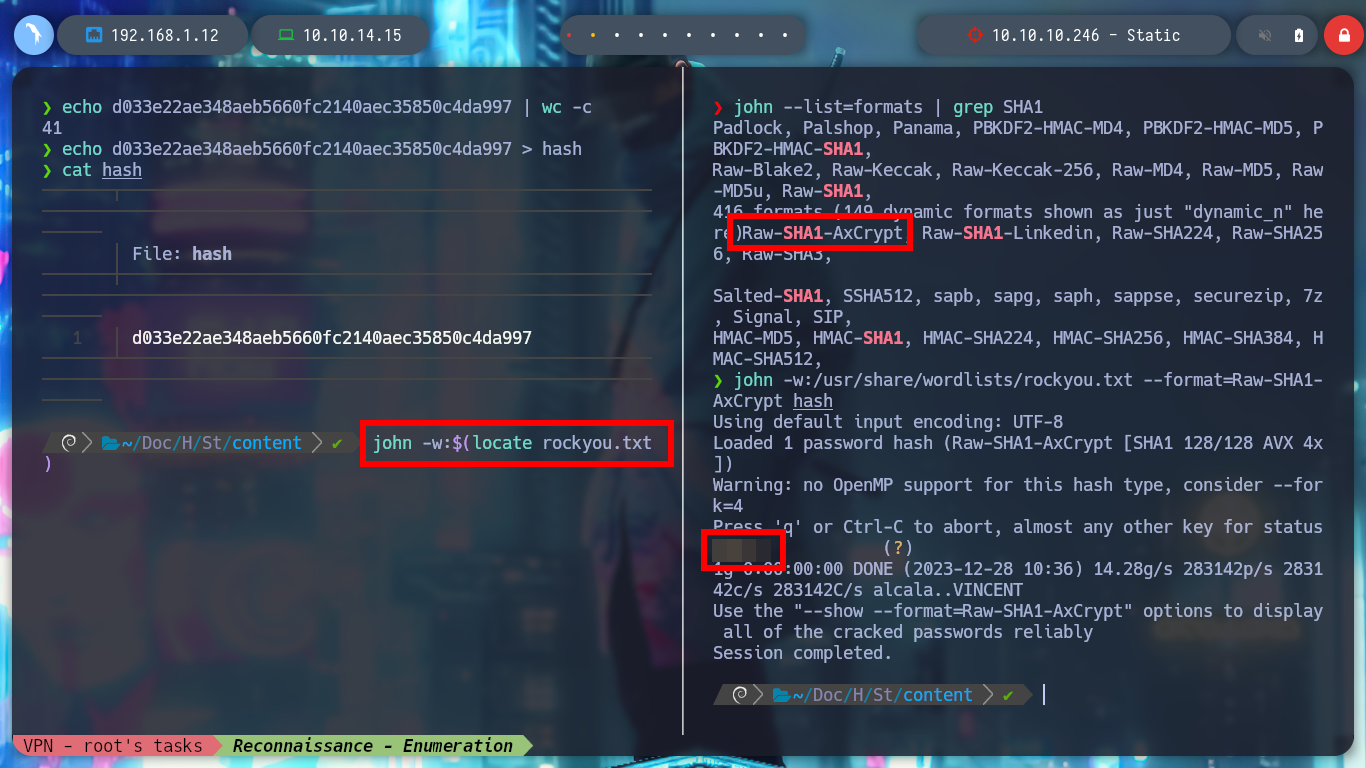 192.168.1.12
10.10.14.15
10.10.10.246 - Static
❯ echo d033e22ae348aeb5660fc2140aec35850c4da997 | wc -c
41
❯ echo d033e22ae348aeb5660fc2140aec35850c4da997 > hash
❯ cat hash
File: hash
1 d033e22ae348aeb5660fc2140aec35850c4da997
~/Doc/H/St/content ✔ john -w:$(locate rockyou.txt
)
❯ john --list=formats | grep SHA1
Padlock, Palshop, Panama, PBKDF2-HMAC-MD4, PBKDF2-HMAC-MD5, P
BKDF2-HMAC-SHA1,
Raw-Blake2, Raw-Keccak, Raw-Keccak-256, Raw-MD4, Raw-MD5, Raw
-MD5u, Raw-SHA1,
416 formats (149 dynamic formats shown as just "dynamic_n" he
re)Raw-SHA1-AxCrypt, Raw-SHA1-Linkedin, Raw-SHA224, Raw-SHA25
6, Raw-SHA3,
Salted-SHA1, SSHA512, sapb, sapg, saph, sappse, securezip, 7z
, Signal, SIP,
HMAC-MD5, HMAC-SHA1, HMAC-SHA224, HMAC-SHA256, HMAC-SHA384, H
MAC-SHA512,
❯ john -w:/usr/share/wordlists/rockyou.txt --format=Raw-SHA1-
AxCrypt hash
Using default input encoding: UTF-8
Loaded 1 password hash (Raw-SHA1-AxCrypt [SHA1 128/128 AVX 4x
])
Warning: no OpenMP support for this hash type, consider --for
k=4
Press 'q' or Ctrl-C to abort, almost any other key for status
(?)
1g 0:00:00:00 DONE (2023-12-28 10:36) 14.28g/s 283142p/s 2831
42c/s 283142C/s alcala..VINCENT
Use the "--show --format=Raw-SHA1-AxCrypt" options to display
all of the cracked passwords reliably
Session completed.
~/Doc/H/St/content ✔
VPN - root's tasks Reconnaissance - Enumeration